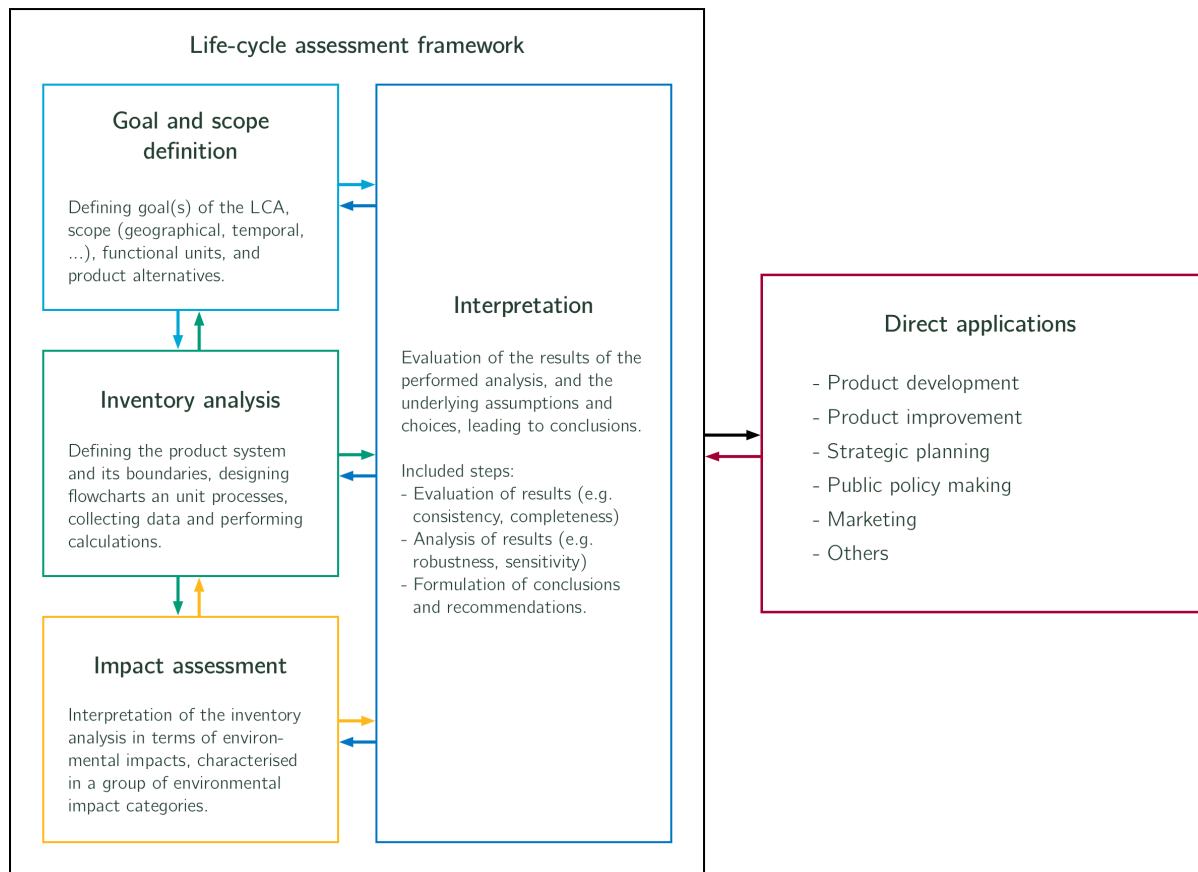 Life-cycle assessment framework
Goal and scope
definition
Defining goal(s) of the LCA,
scope (geographical, temporal,
...), functional units, and
product alternatives.
Inventory analysis
Defining the product system
and its boundaries, designing
flowcharts an unit processes,
collecting data and performing
calculations.
Impact assessment
Interpretation of the inventory
analysis in terms of environ-
mental impacts, characterised
in a group of environmental
impact categories.
Interpretation
Evaluation of the results of the
performed analysis, and the
underlying assumptions and
choices, leading to conclusions.
Included steps:
- Evaluation of results (e.g.
consistency, completeness)
- Analysis of results (e.g.
robustness, sensitivity)
- Formulation of conclusions
and recommendations.
Direct applications
- Product development
- Product improvement
- Strategic planning
- Public policy making
- Marketing
- Others